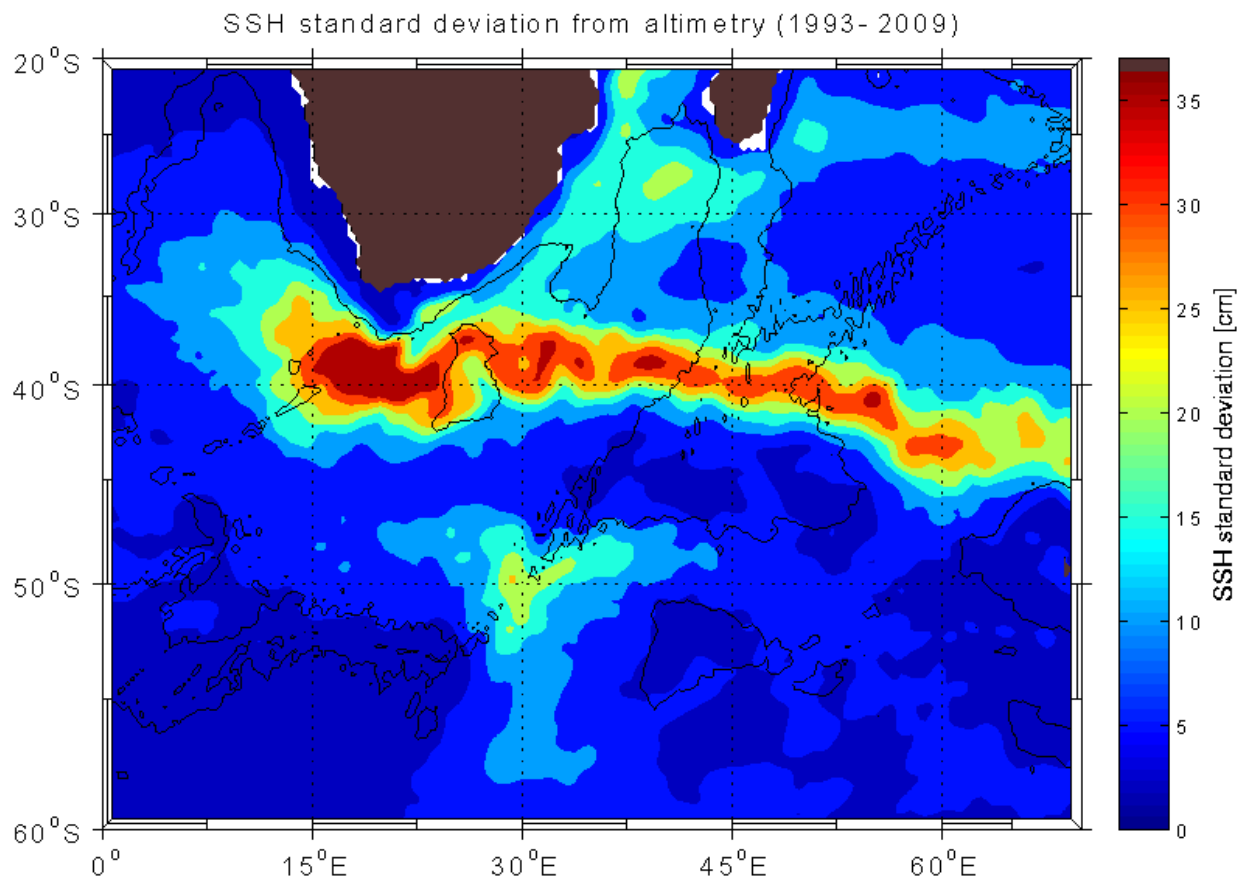 SSH standard deviation from altimetry (1993-2009)
20°S
30°S
40°S
50°S
60°S
0°
15°E
30°E
45°E
60°E
35
30
25
20
15
10
5
0
SSH standard deviation [cm]